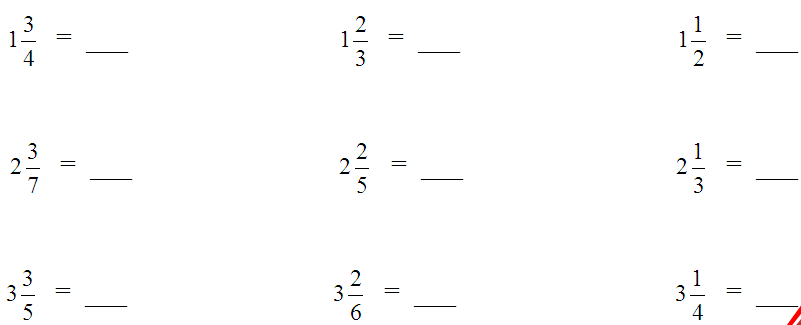 1 3/4 = ___ 1 2/3 = ___ 1 1/2 = ___
2 3/7 = ___ 2 2/5 = ___ 2 1/3 = ___
3 3/5 = ___ 3 2/6 = ___ 3 1/4 = ___